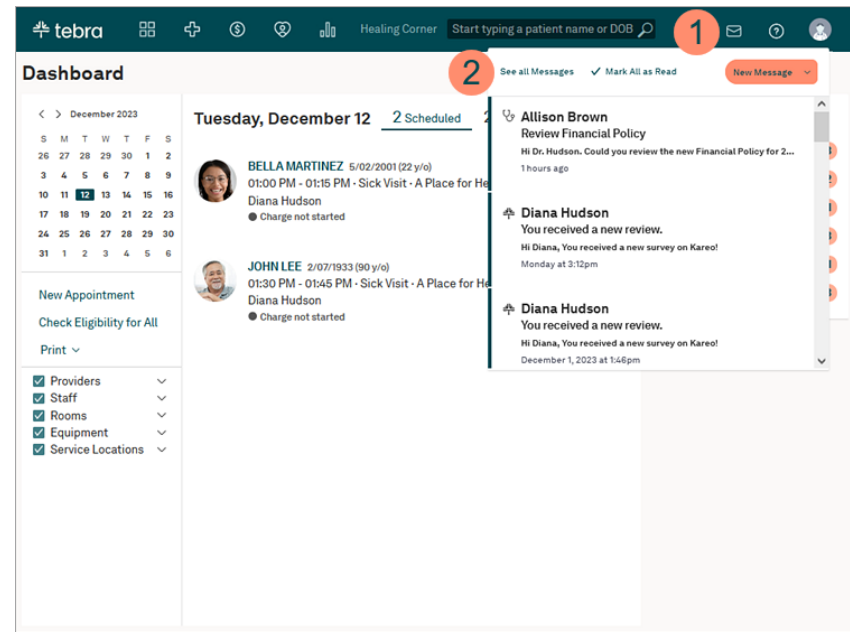 tebra
Healing Corner
Start typing a patient name or DOB
1
Dashboard
2
See all Messages
Mark All as Read
New Message
December 2023
S M T W T F S
26 27 28 29 30 1 2
3 4 5 6 7 8 9
10 11 12 13 14 15 16
17 18 19 20 21 22 23
24 25 26 27 28 29 30
31 1 2 3 4 5 6
New Appointment
Check Eligibility for All
Print
Providers
Staff
Rooms
Equipment
Service Locations
Tuesday, December 12
2 Scheduled
BELLA MARTINEZ 5/02/2001 (22 y/o)
01:00 PM - 01:15 PM · Sick Visit · A Place for He
Diana Hudson
Charge not started
JOHN LEE 2/07/1933 (90 y/o)
01:30 PM - 01:45 PM · Sick Visit · A Place for He
Diana Hudson
Charge not started
Allison Brown
Review Financial Policy
Hi Dr. Hudson. Could you review the new Financial Policy for 2...
1 hours ago
Diana Hudson
You received a new review.
Hi Diana, You received a new survey on Kareo!
Monday at 3:12pm
Diana Hudson
You received a new review.
Hi Diana, You received a new survey on Kareo!
December 1, 2023 at 1:46pm